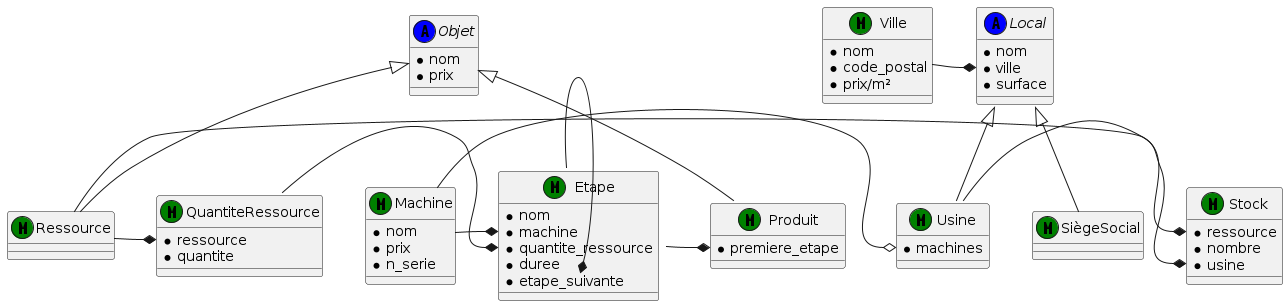 A Objet
nom
prix
M Ville
nom
code_postal
prix/m²
A Local
nom
ville
surface
M Ressource
M QuantiteRessource
ressource
quantite
M Machine
nom
prix
n_serie
M Etape
nom
machine
quantite_ressource
duree
etape_suivante
M Produit
premiere_etape
M Usine
machines
M SiègeSocial
M Stock
ressource
nombre
usine